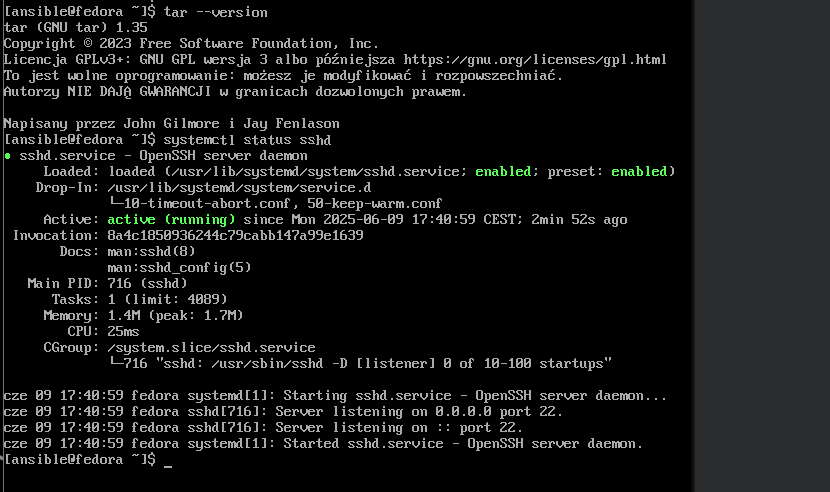 [ansible@fedora ~]$ tar --version
tar (GNU tar) 1.35
Copyright © 2023 Free Software Foundation, Inc.
Licencja GPLv3+: GNU GPL wersja 3 albo późniejsza https://gnu.org/licenses/gpl.html
To jest wolne oprogramowanie: możesz je modyfikować i rozpowszechniać.
Autorzy NIE DAJĄ GWARANCJI w granicach dozwolonych prawem.

Napisany przez John Gilmore i Jay Fenlason
[ansible@fedora ~]$ systemctl status sshd
● sshd.service - OpenSSH server daemon
     Loaded: loaded (/usr/lib/systemd/system/sshd.service; enabled; preset: enabled)
    Drop-In: /usr/lib/systemd/system/service.d
             └─10-timeout-abort.conf, 50-keep-warm.conf
     Active: active (running) since Mon 2025-06-09 17:40:59 CEST; 2min 52s ago
 Invocation: 8a4c1850936244c79cabb147a99e1639
       Docs: man:sshd(8)
             man:sshd_config(5)
   Main PID: 716 (sshd)
      Tasks: 1 (limit: 4089)
     Memory: 1.4M (peak: 1.7M)
        CPU: 25ms
     CGroup: /system.slice/sshd.service
             └─716 "sshd: /usr/sbin/sshd -D [listener] 0 of 10-100 startups"

cze 09 17:40:59 fedora systemd[1]: Starting sshd.service - OpenSSH server daemon...
cze 09 17:40:59 fedora sshd[716]: Server listening on 0.0.0.0 port 22.
cze 09 17:40:59 fedora sshd[716]: Server listening on :: port 22.
cze 09 17:40:59 fedora systemd[1]: Started sshd.service - OpenSSH server daemon.
[ansible@fedora ~]$ _